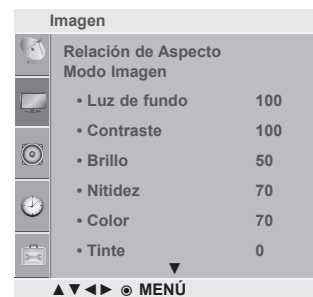 Imagen
Relación de Aspecto
Modo Imagen
• Luz de fundo 100
• Contraste 100
• Brillo 50
• Nitidez 70
• Color 70
• Tinte 0
▼
▲▼◄► ◉ MENÚ